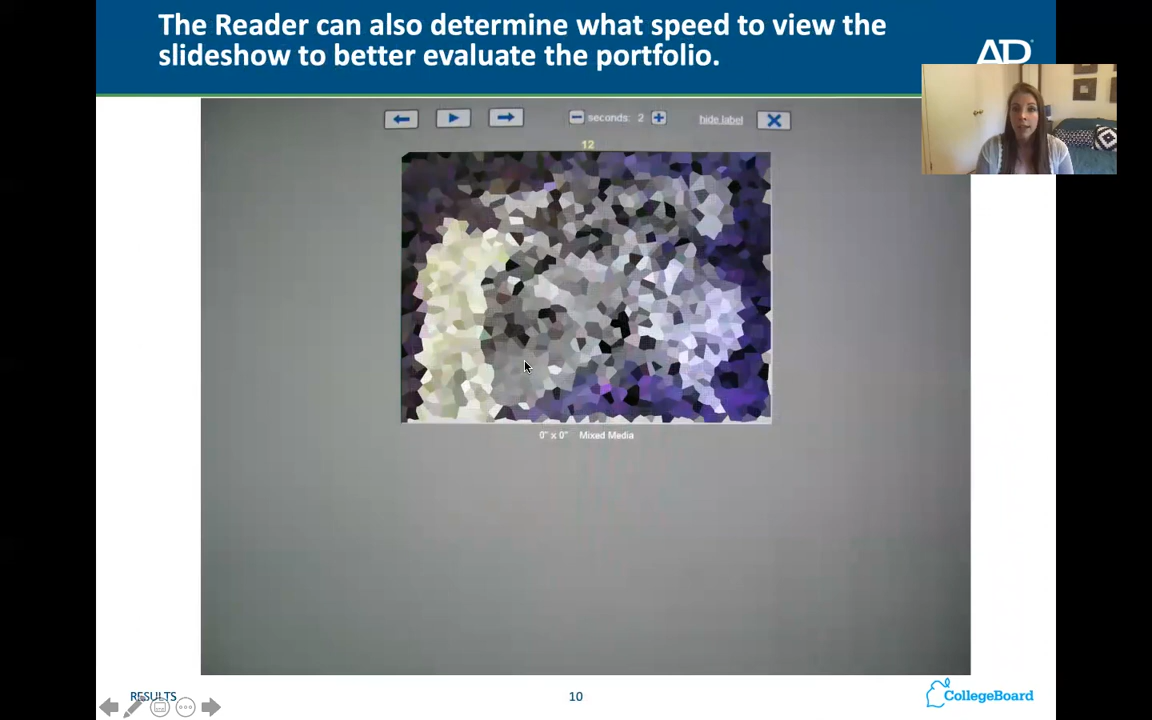 The Reader can also determine what speed to view the
slideshow to better evaluate the portfolio.
AP
seconds: 2
hide label
12
0" x 0" Mixed Media
RESULTS
10
CollegeBoard